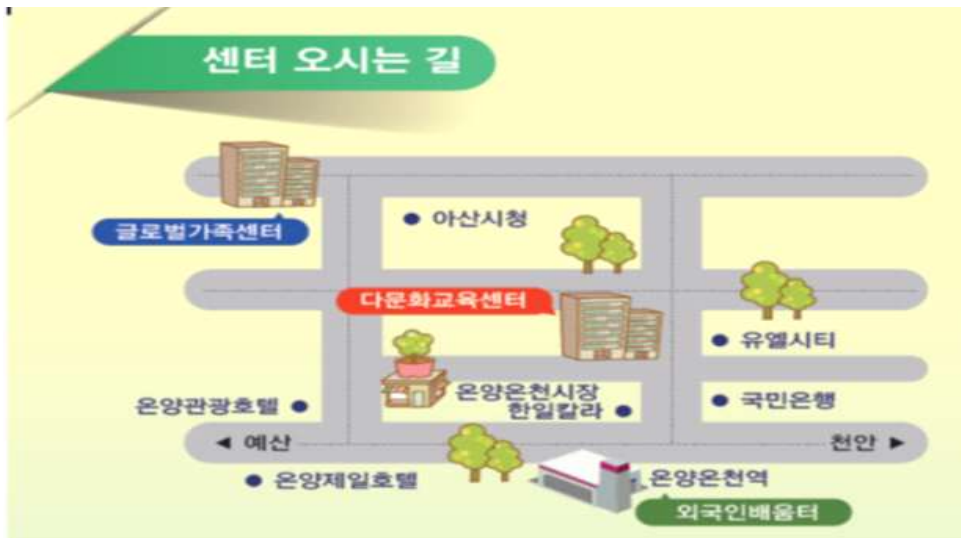 센터 오시는 길
글로벌가족센터
아산시청
다문화교육센터
유엘시티
온양온천시장
한일칼라
온양관광호텔
국민은행
◀ 예산
천안 ▶
온양제일호텔
온양온천역
외국인배움터